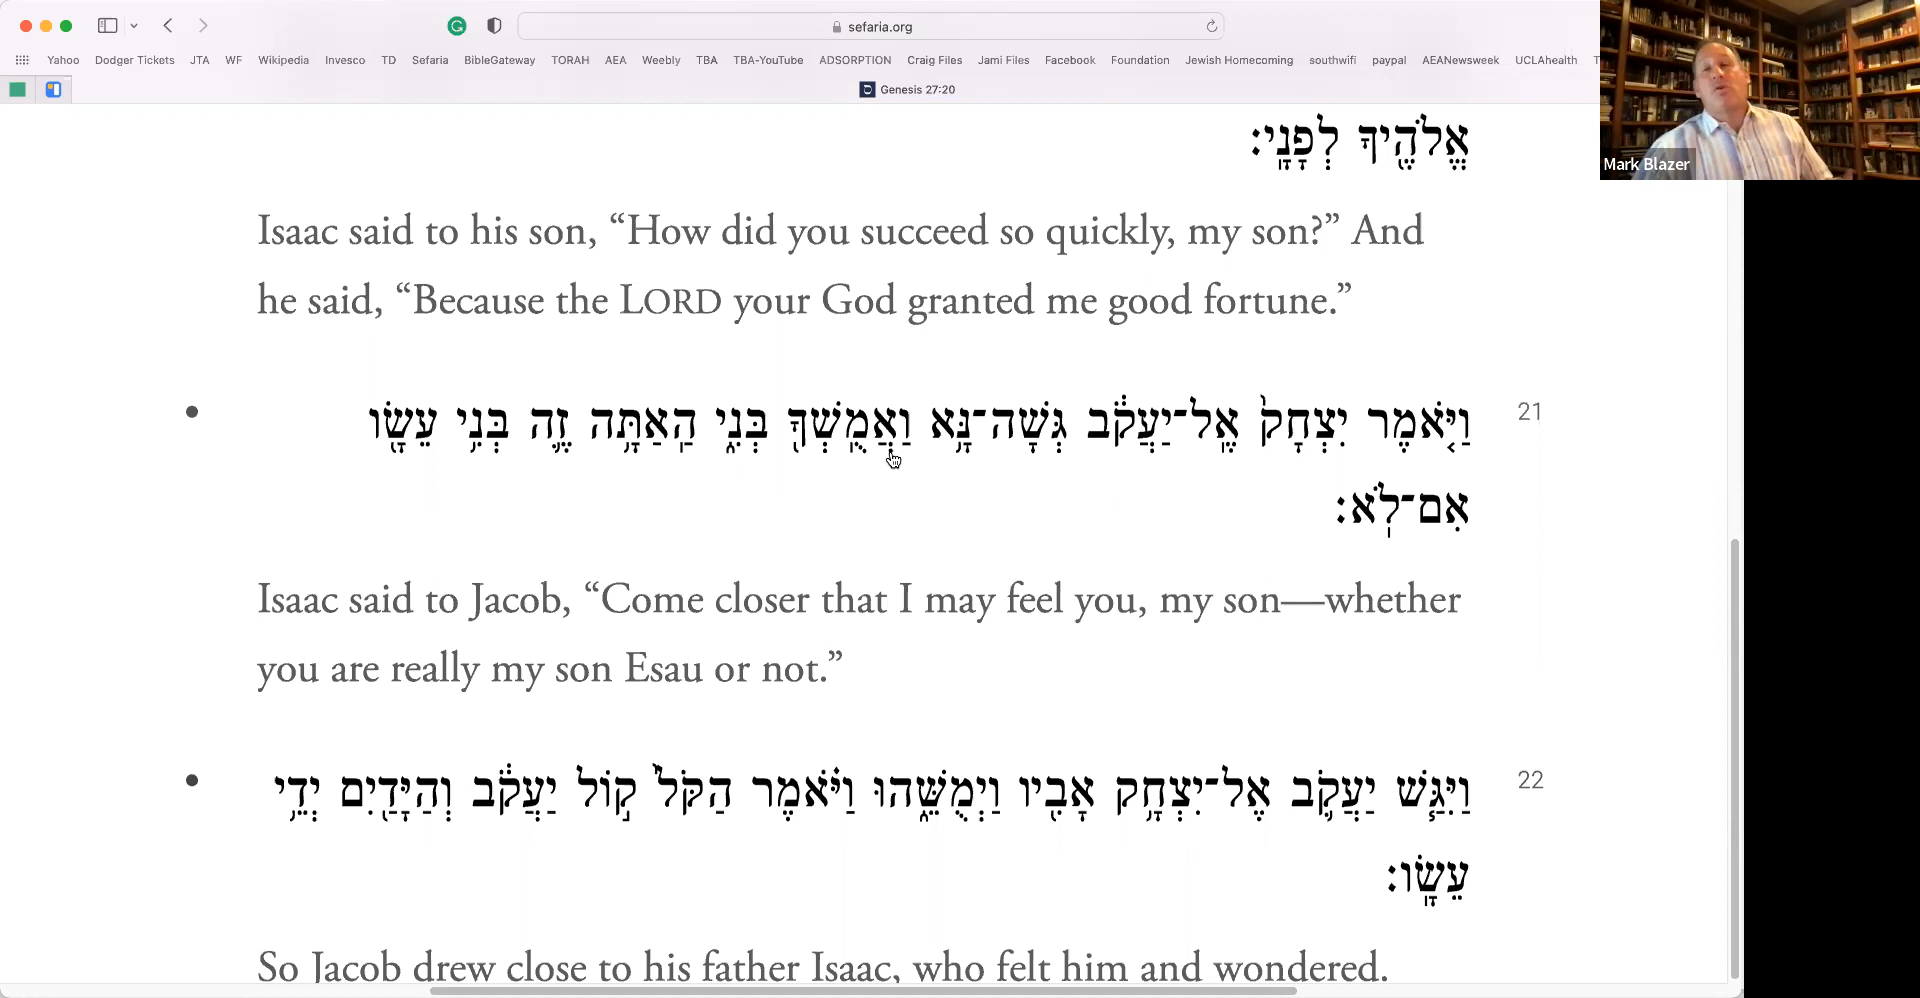 sefaria.org
Yahoo Dodger Tickets JTA WF Wikipedia Invesco TD Sefaria BibleGateway TORAH AEA Weebly TBA TBA-YouTube ADSORPTION Craig Files Jami Files Facebook Foundation Jewish Homecoming southwifi paypal AEANewsweek UCLAhealth
Genesis 27:20
Mark Blazer
אֱלֹהֶ֖יךָ לְפָנָֽי׃
Isaac said to his son, “How did you succeed so quickly, my son?” And
he said, “Because the LORD your God granted me good fortune.”
21
וַיֹּ֤אמֶר יִצְחָק֙ אֶֽל־יַעֲקֹ֔ב גְּשָׁה־נָּ֥א וַאֲמֻֽשְׁךָ֖ בְּנִ֑י הַֽאַתָּ֥ה זֶ֛ה בְּנִ֥י עֵשָׂ֖ו
אִם־לֹֽא׃
Isaac said to Jacob, “Come closer that I may feel you, my son—whether
you are really my son Esau or not.”
22
וַיִּגַּ֧שׁ יַעֲקֹ֛ב אֶל־יִצְחָ֥ק אָבִ֖יו וַיְמֻשֵּׁ֑הוּ וַיֹּ֗אמֶר הַקֹּל֙ ק֣וֹל יַעֲקֹ֔ב וְהַיָּדַ֖יִם יְדֵ֥י
עֵשָֽׂו׃
So Jacob drew close to his father Isaac, who felt him and wondered.